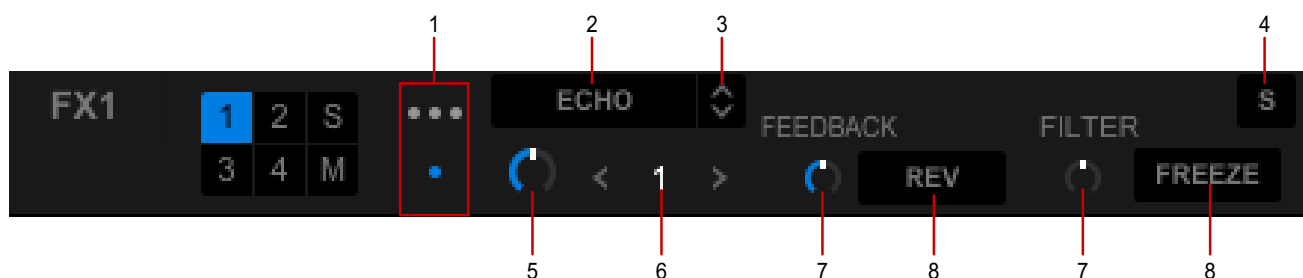 1 2 3 4
FX1 1 2 S ECHO S
FEEDBACK FILTER
3 4 M < 1 > REV FREEZE
5 6 7 8 7 8